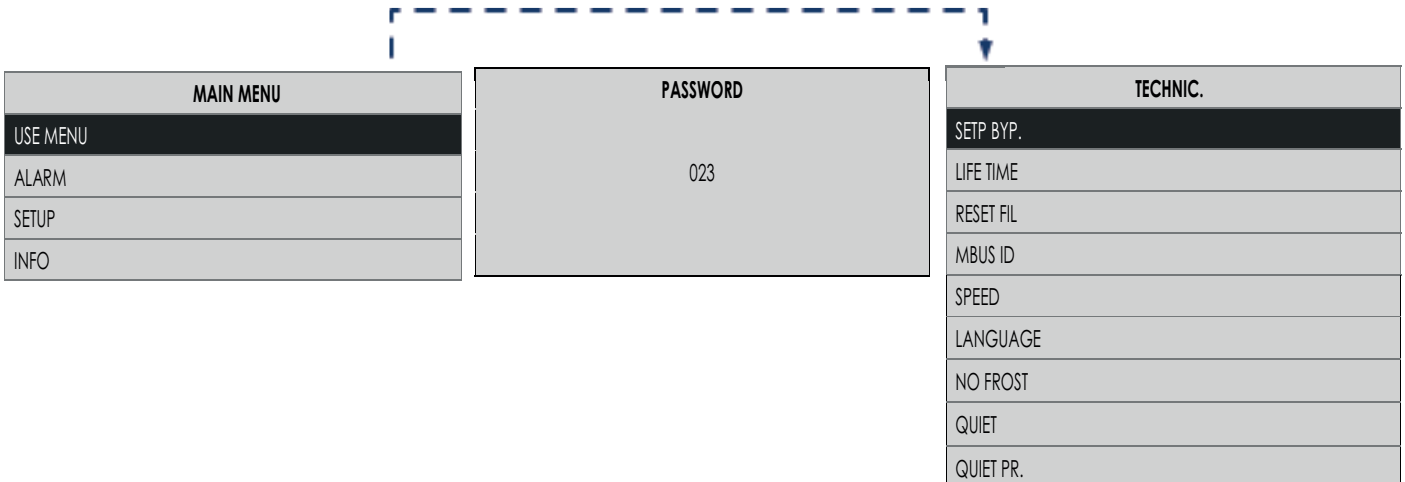 MAIN MENU
USE MENU
ALARM
SETUP
INFO
PASSWORD
023
TECHNIC.
SETP BYP.
LIFE TIME
RESET FIL
MBUS ID
SPEED
LANGUAGE
NO FROST
QUIET
QUIET PR.